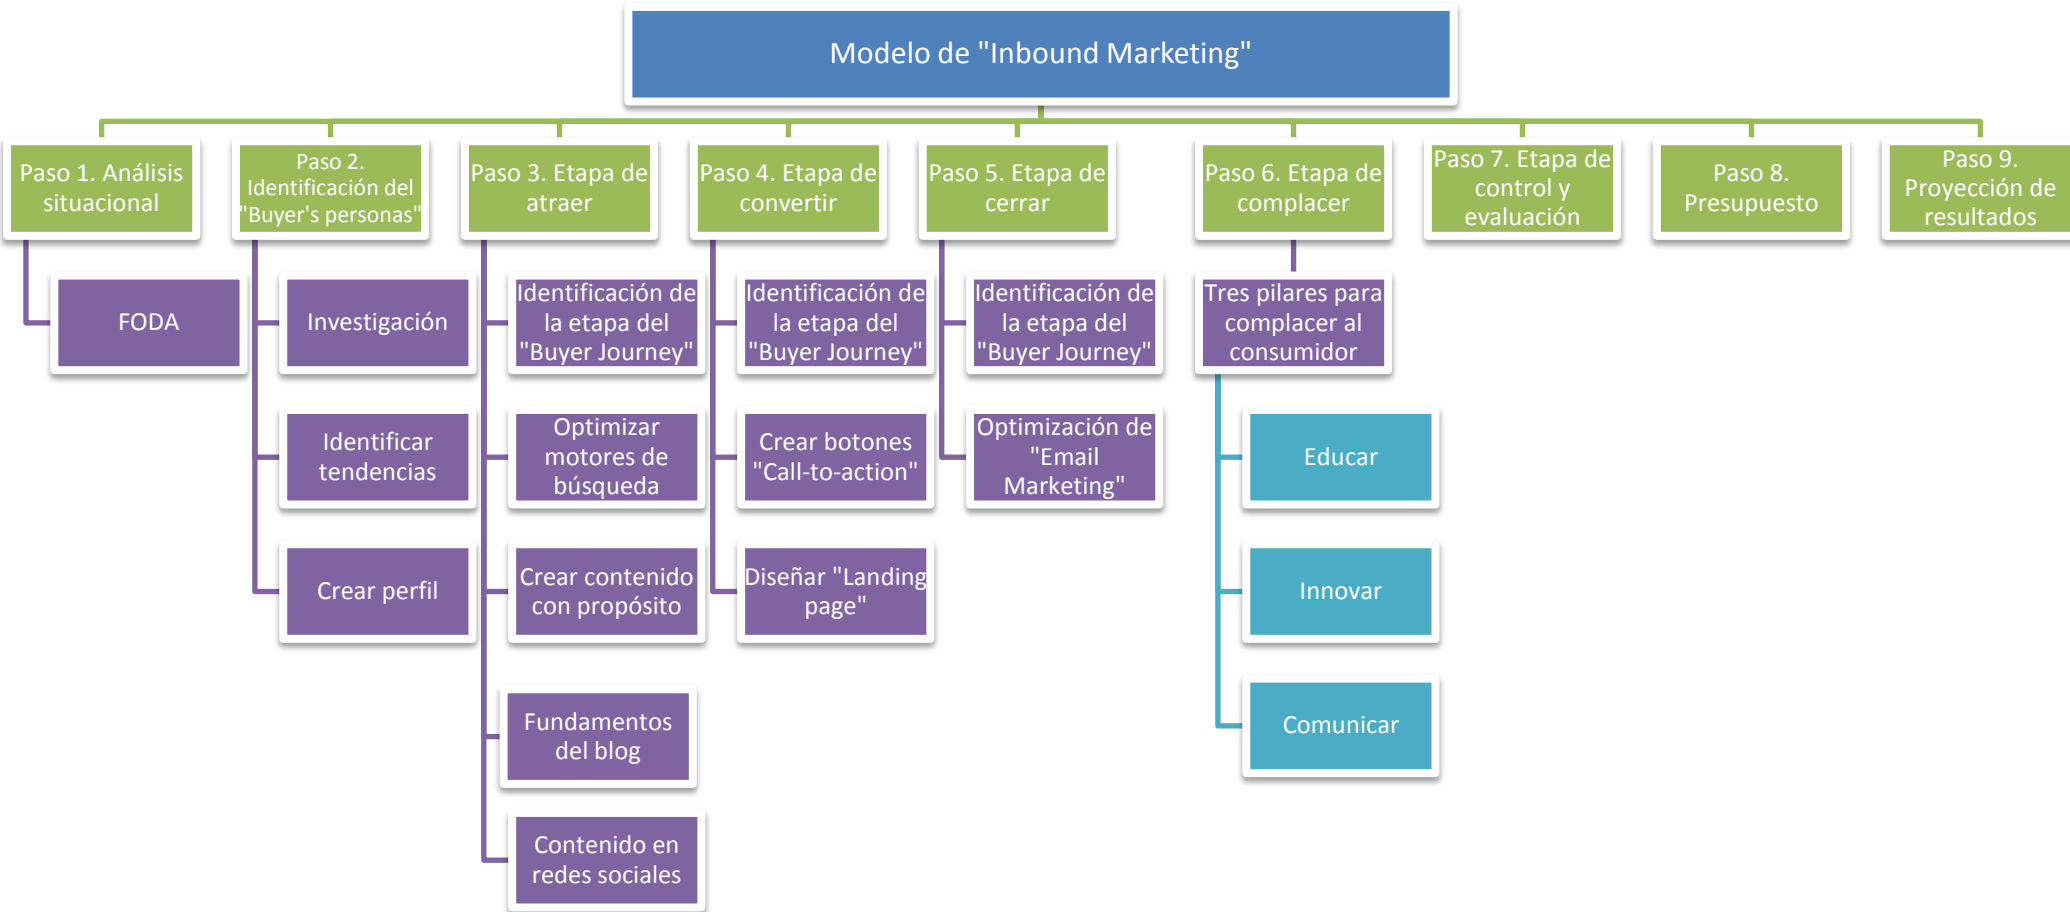 Modelo de "Inbound Marketing"
Paso 1. Análisis
situacional
FODA
Paso 2.
Identificación del
"Buyer's personas"
Investigación
Identificar
tendencias
Crear perfil
Paso 3. Etapa de
atraer
Identificación de
la etapa del
"Buyer Journey"
Optimizar
motores de
búsqueda
Crear contenido
con propósito
Fundamentos
del blog
Contenido en
redes sociales
Paso 4. Etapa de
convertir
Identificación de
la etapa del
"Buyer Journey"
Crear botones
"Call-to-action"
Diseñar "Landing
page"
Paso 5. Etapa de
cerrar
Identificación de
la etapa del
"Buyer Journey"
Optimización de
"Email
Marketing"
Paso 6. Etapa de
complacer
Tres pilares para
complacer al
consumidor
Educar
Innovar
Comunicar
Paso 7. Etapa de
control y
evaluación
Paso 8.
Presupuesto
Paso 9.
Proyección de
resultados